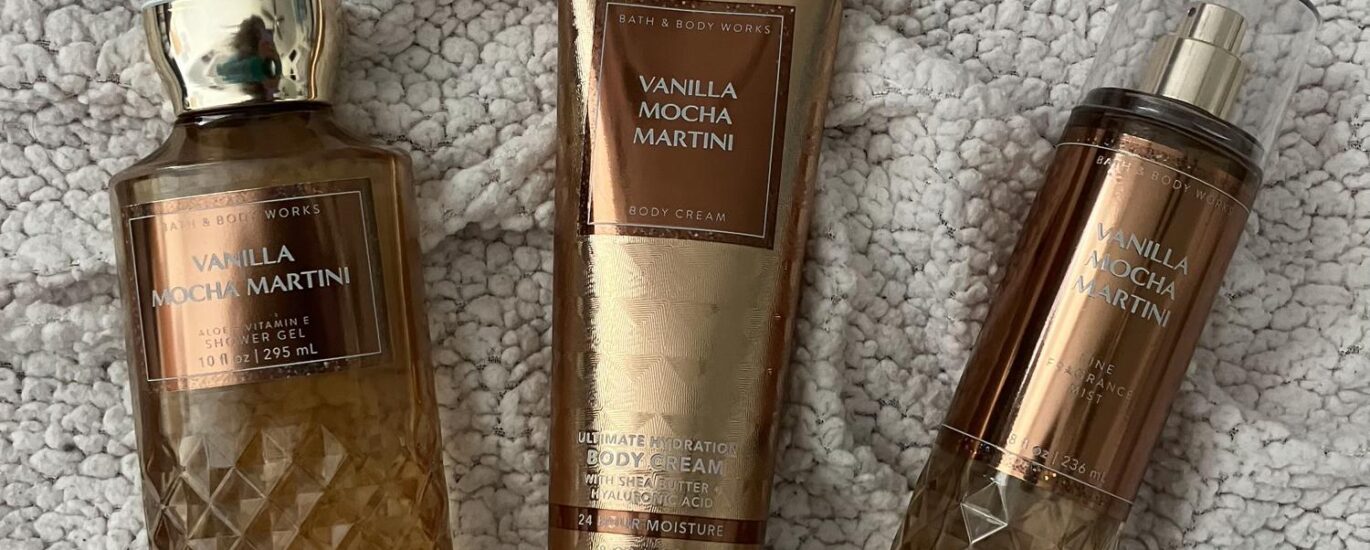 BATH & BODY WORKS
VANILLA
MOCHA MARTINI
ALOE + VITAMIN E
SHOWER GEL
10 fl oz | 295 mL
BATH & BODY WORKS
VANILLA
MOCHA
MARTINI
BODY CREAM
ULTIMATE HYDRATION
BODY CREAM
WITH SHEA BUTTER +
HYALURONIC ACID
24 HOUR MOISTURE
BATH & BODY WORKS
VANILLA
MOCHA
MARTINI
FINE
FRAGRANCE
MIST
8 fl oz | 236 mL